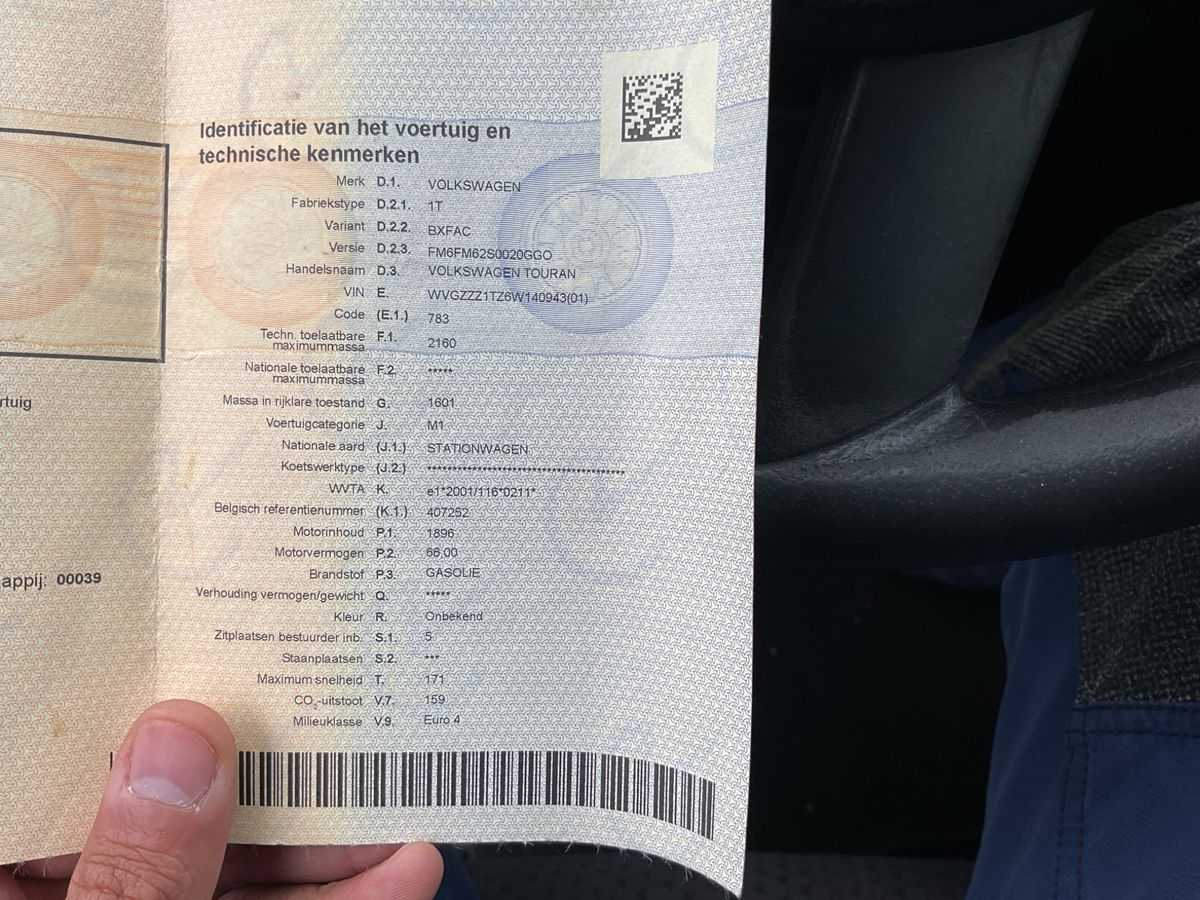 Identificatie van het voertuig en
technische kenmerken
Merk D.1. VOLKSWAGEN
Fabriekstype D.2.1. 1T
Variant D.2.2. BXFAC
Versie D.2.3. FM6FM62S0020GGO
Handelsnaam D.3. VOLKSWAGEN TOURAN
VIN E. WVGZZZ1TZ6W140943(01)
Code (E.1.) 783
Techn. toelaatbare
maximummassa F.1. 2160
Nationale toelaatbare
maximummassa F.2. *****
Massa in rijklare toestand G. 1601
Voertuigcategorie J. M1
Nationale aard (J.1.) STATIONWAGEN
Koetswerktype (J.2.) ****************************************
WVTA K. e1*2001/116*0211*
Belgisch referentienummer (K.1.) 407252
Motorinhoud P.1. 1896
Motorvermogen P.2. 66,00
Brandstof P.3. GASOLIE
Verhouding vermogen/gewicht Q. *****
Kleur R. Onbekend
Zitplaatsen bestuurder inb. S.1. 5
Staanplaatsen S.2. ***
Maximum snelheid T. 171
CO₂-uitstoot V.7. 159
Milieuklasse V.9. Euro 4
rtuig
appij: 00039